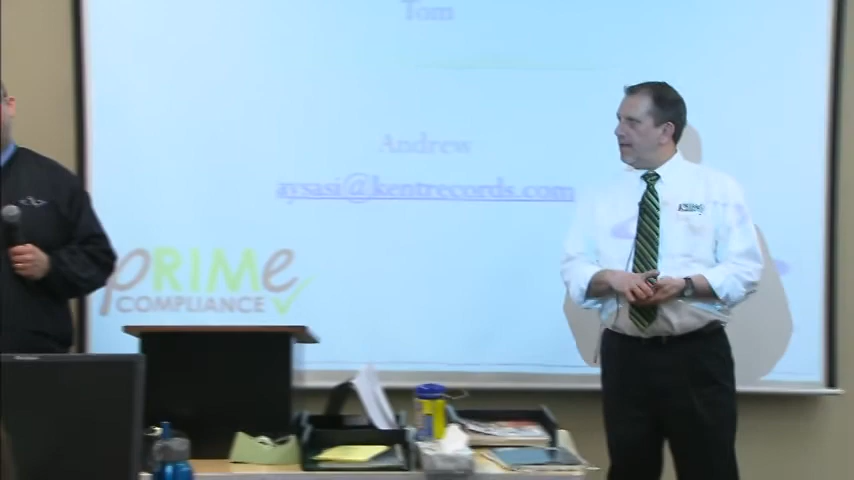 Tom
Andrew
aysasi@kentrecords.com
PRIMe
COMPLIANCE